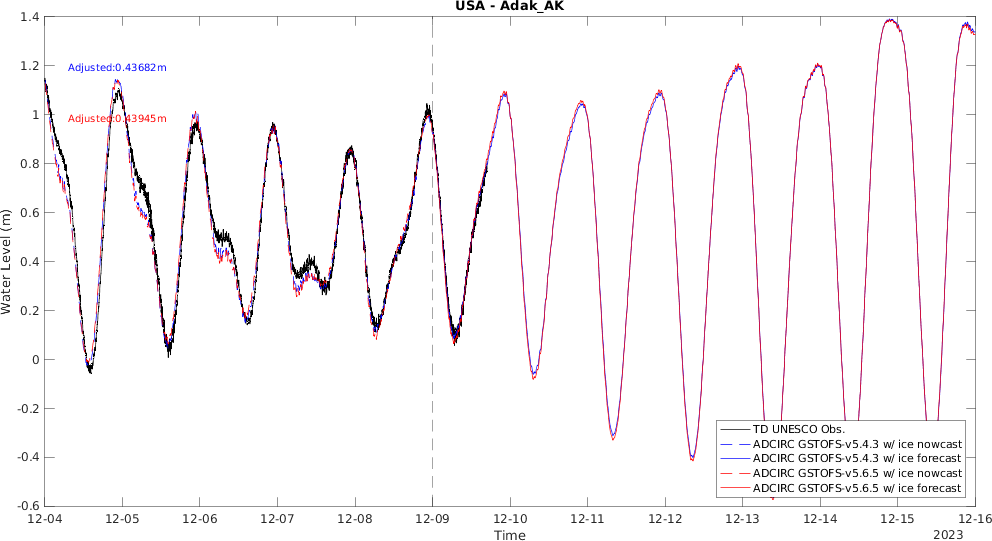 USA - Adak_AK
1.4
1.2
1
0.8
0.6
0.4
0.2
0
-0.2
-0.4
-0.6
Water Level (m)
Adjusted:0.43682m
Adjusted:0.43945m
TD UNESCO Obs.
ADCIRC GSTOFS-v5.4.3 w/ ice nowcast
ADCIRC GSTOFS-v5.4.3 w/ ice forecast
ADCIRC GSTOFS-v5.6.5 w/ ice nowcast
ADCIRC GSTOFS-v5.6.5 w/ ice forecast
12-04 12-05 12-06 12-07 12-08 12-09 12-10 12-11 12-12 12-13 12-14 12-15 12-16
Time
2023